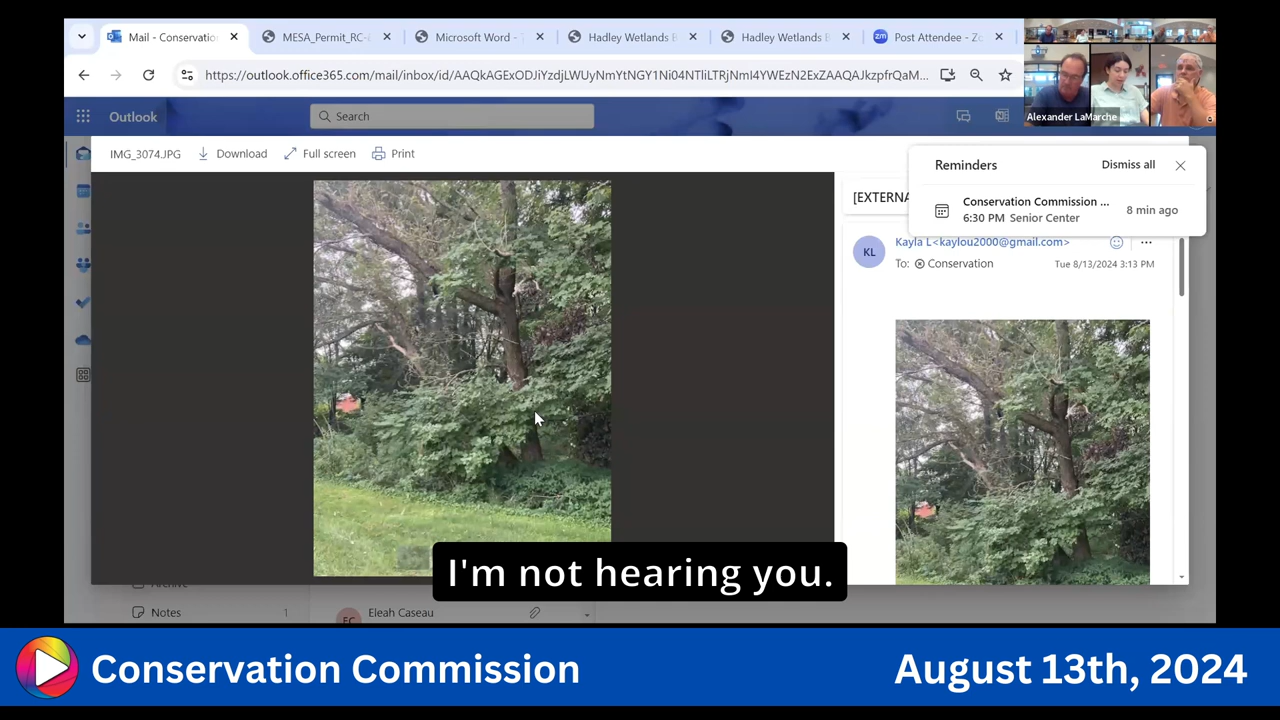 Mail - Conservatio
MESA_Permit_RC-
Microsoft Word -
Hadley Wetlands B
Hadley Wetlands B
Post Attendee - Zo
https://outlook.office365.com/mail/inbox/id/AAQkAGExODJiYzdjLWUyNmYtNGY1Ni04NTliLTRjNmI4YWEzN2ExZAAQAJkzpfrQaM...
Alexander LaMarche
Outlook
Search
IMG_3074.JPG
Download
Full screen
Print
Reminders
Dismiss all
[EXTERNA
Conservation Commission ...
6:30 PM Senior Center
8 min ago
KL
Kayla L<kaylou2000@gmail.com>
To:
Conservation
Tue 8/13/2024 3:13 PM
I'm not hearing you.
Notes
1
EC
Eleah Caseau
Conservation Commission
August 13th, 2024